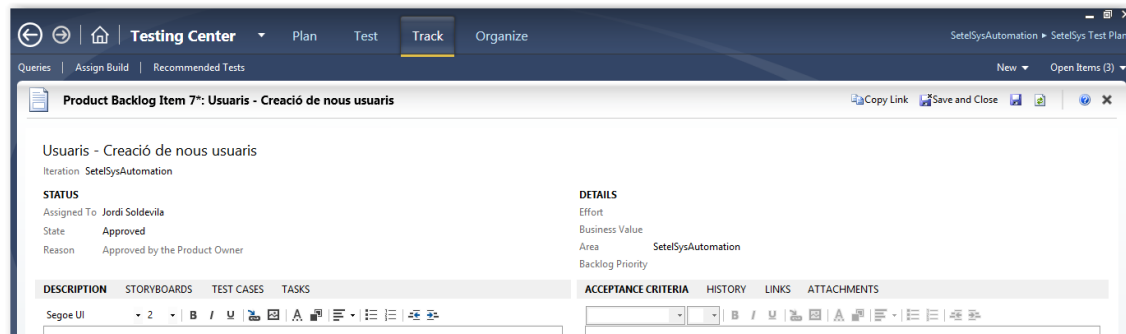 Testing Center Plan Test Track Organize SetelSysAutomation ▸ SetelSys Test Plan
Queries Assign Build Recommended Tests New Open Items (3)
Product Backlog Item 7*: Usuaris - Creació de nous usuaris Copy Link Save and Close
Usuaris - Creació de nous usuaris
Iteration SetelSysAutomation
STATUS
Assigned To Jordi Soldevila
State Approved
Reason Approved by the Product Owner
DETAILS
Effort
Business Value
Area SetelSysAutomation
Backlog Priority
DESCRIPTION STORYBOARDS TEST CASES TASKS
Segoe UI 2 B I U A
ACCEPTANCE CRITERIA HISTORY LINKS ATTACHMENTS
B I U A